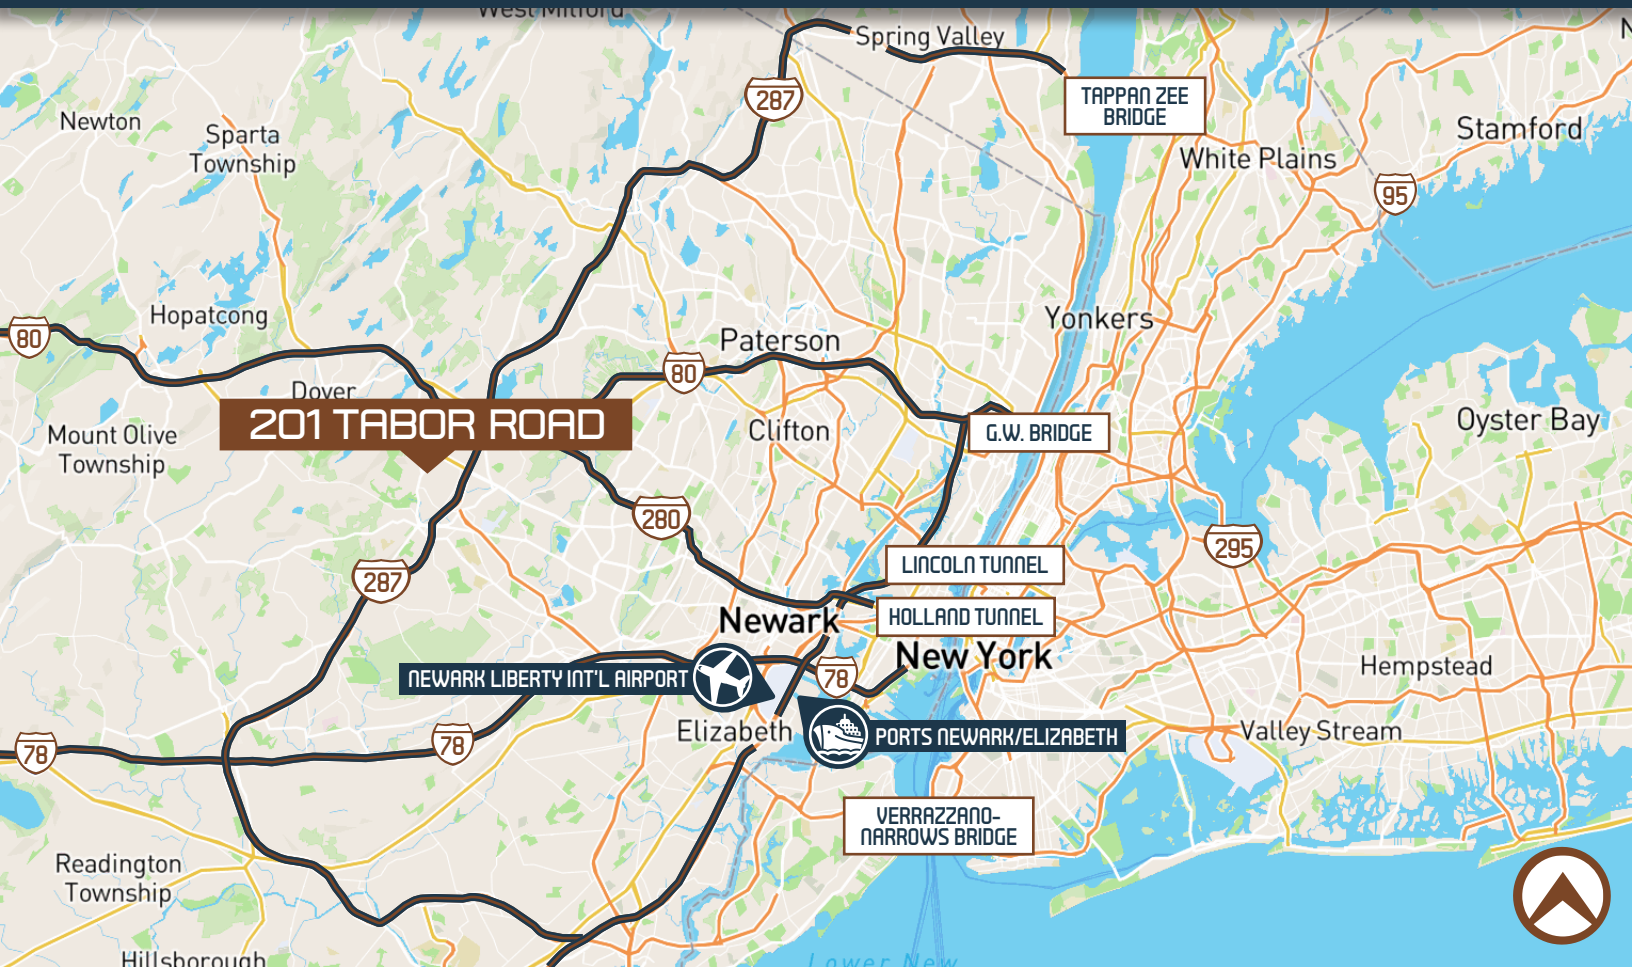 West Milford
Spring Valley
287
TAPPAN ZEE
BRIDGE
Newton
Sparta
Township
Stamford
White Plains
95
Hopatcong
80
Yonkers
Paterson
80
Dover
201 TABOR ROAD
Mount Olive
Township
Clifton
G.W. BRIDGE
Oyster Bay
280
295
LINCOLN TUNNEL
287
HOLLAND TUNNEL
Newark
New York
Hempstead
NEWARK LIBERTY INT'L AIRPORT
78
Elizabeth
PORTS NEWARK/ELIZABETH
Valley Stream
78
78
VERRAZZANO-
NARROWS BRIDGE
Readington
Township
Hillsborough
Lower New